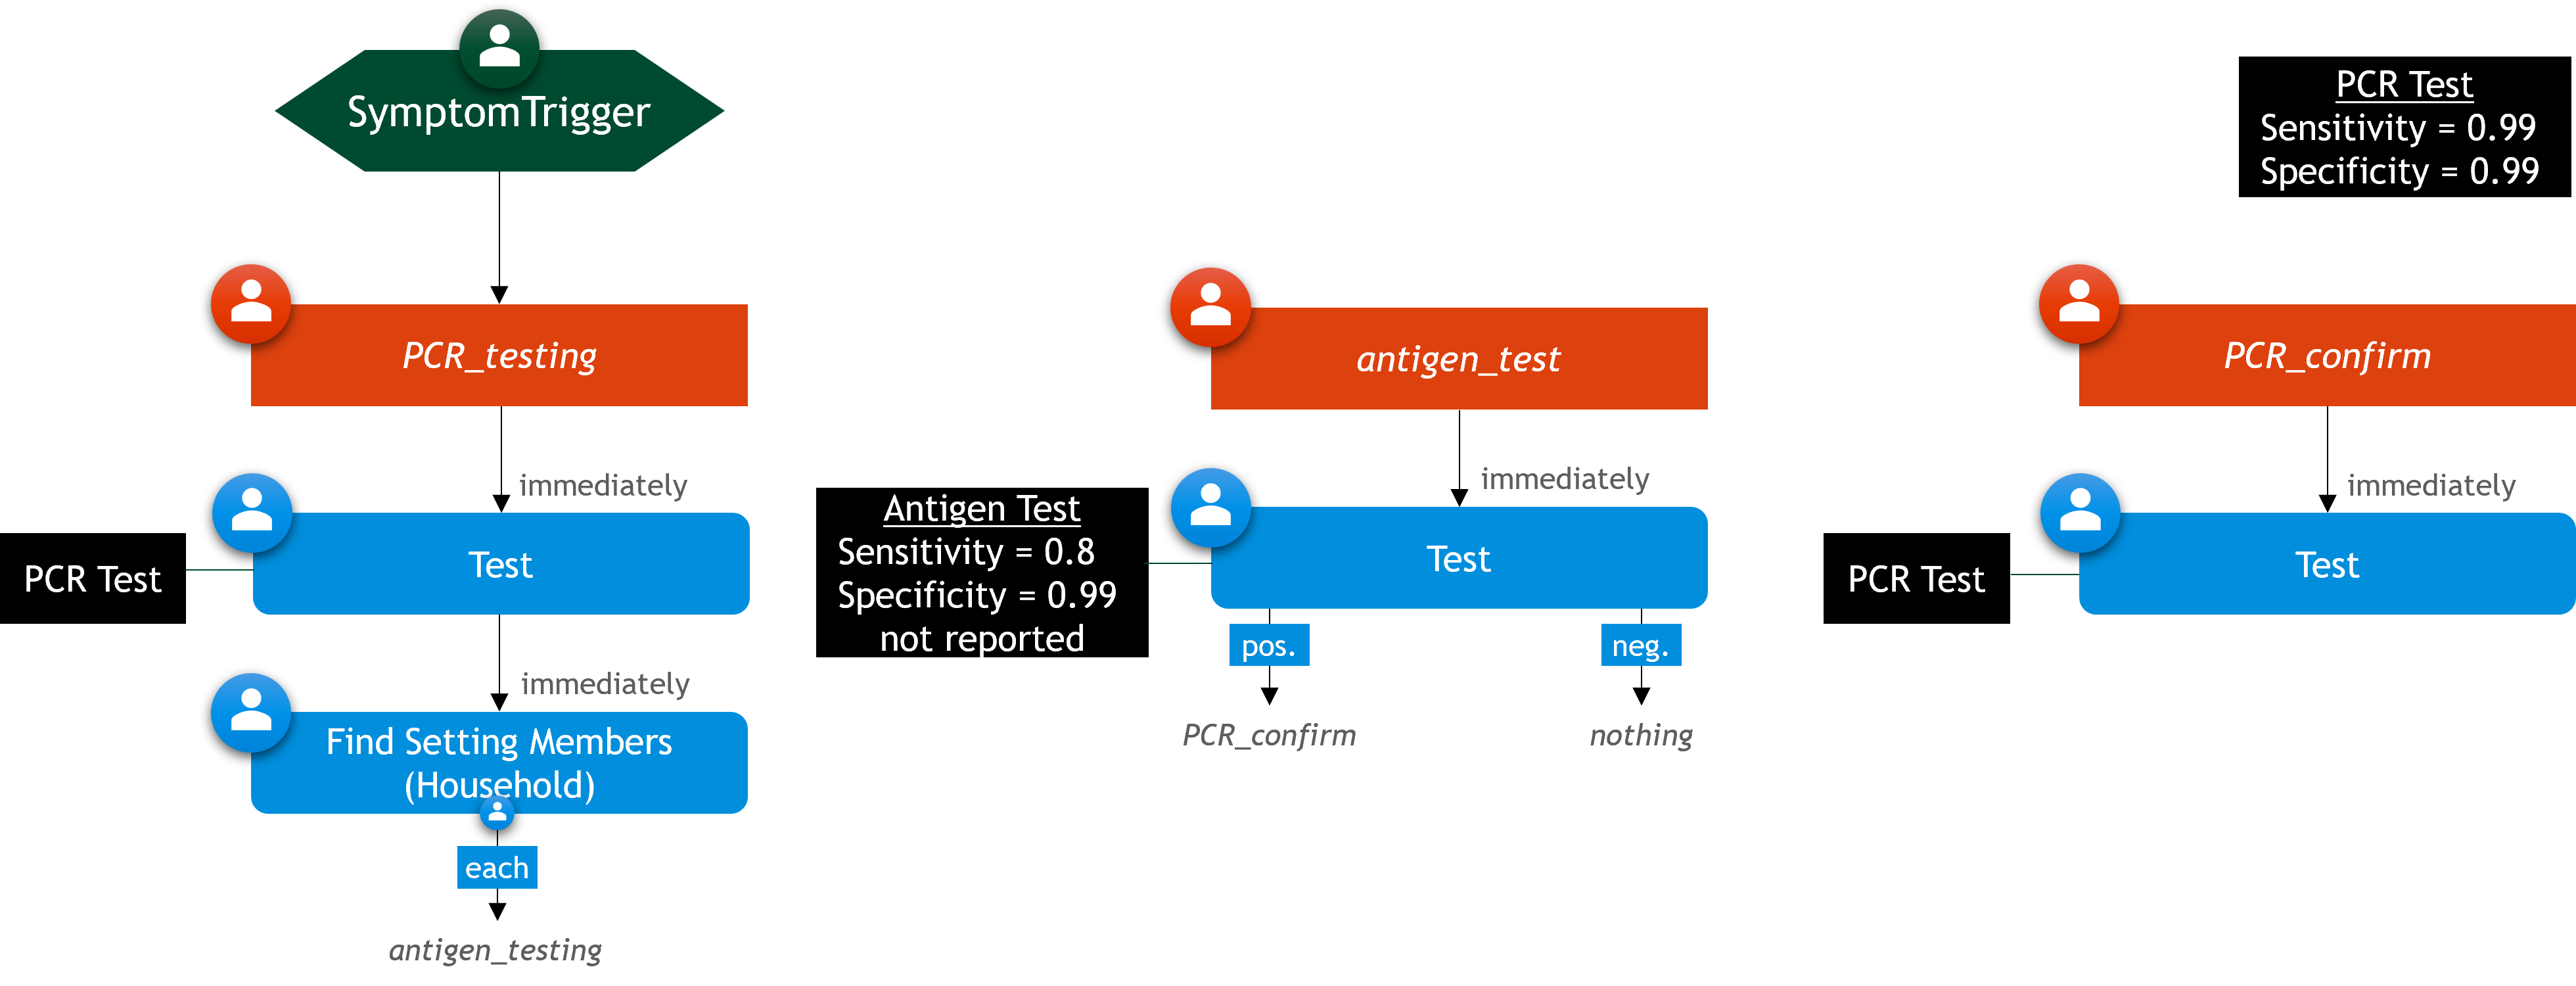 SymptomTrigger
PCR_testing
immediately
Test
PCR Test
immediately
Find Setting Members
(Household)
each
antigen_testing
antigen_test
immediately
Antigen Test
Sensitivity = 0.8
Specificity = 0.99
not reported
Test
pos.
neg.
PCR_confirm
nothing
PCR Test
Sensitivity = 0.99
Specificity = 0.99
PCR_confirm
immediately
PCR Test
Test